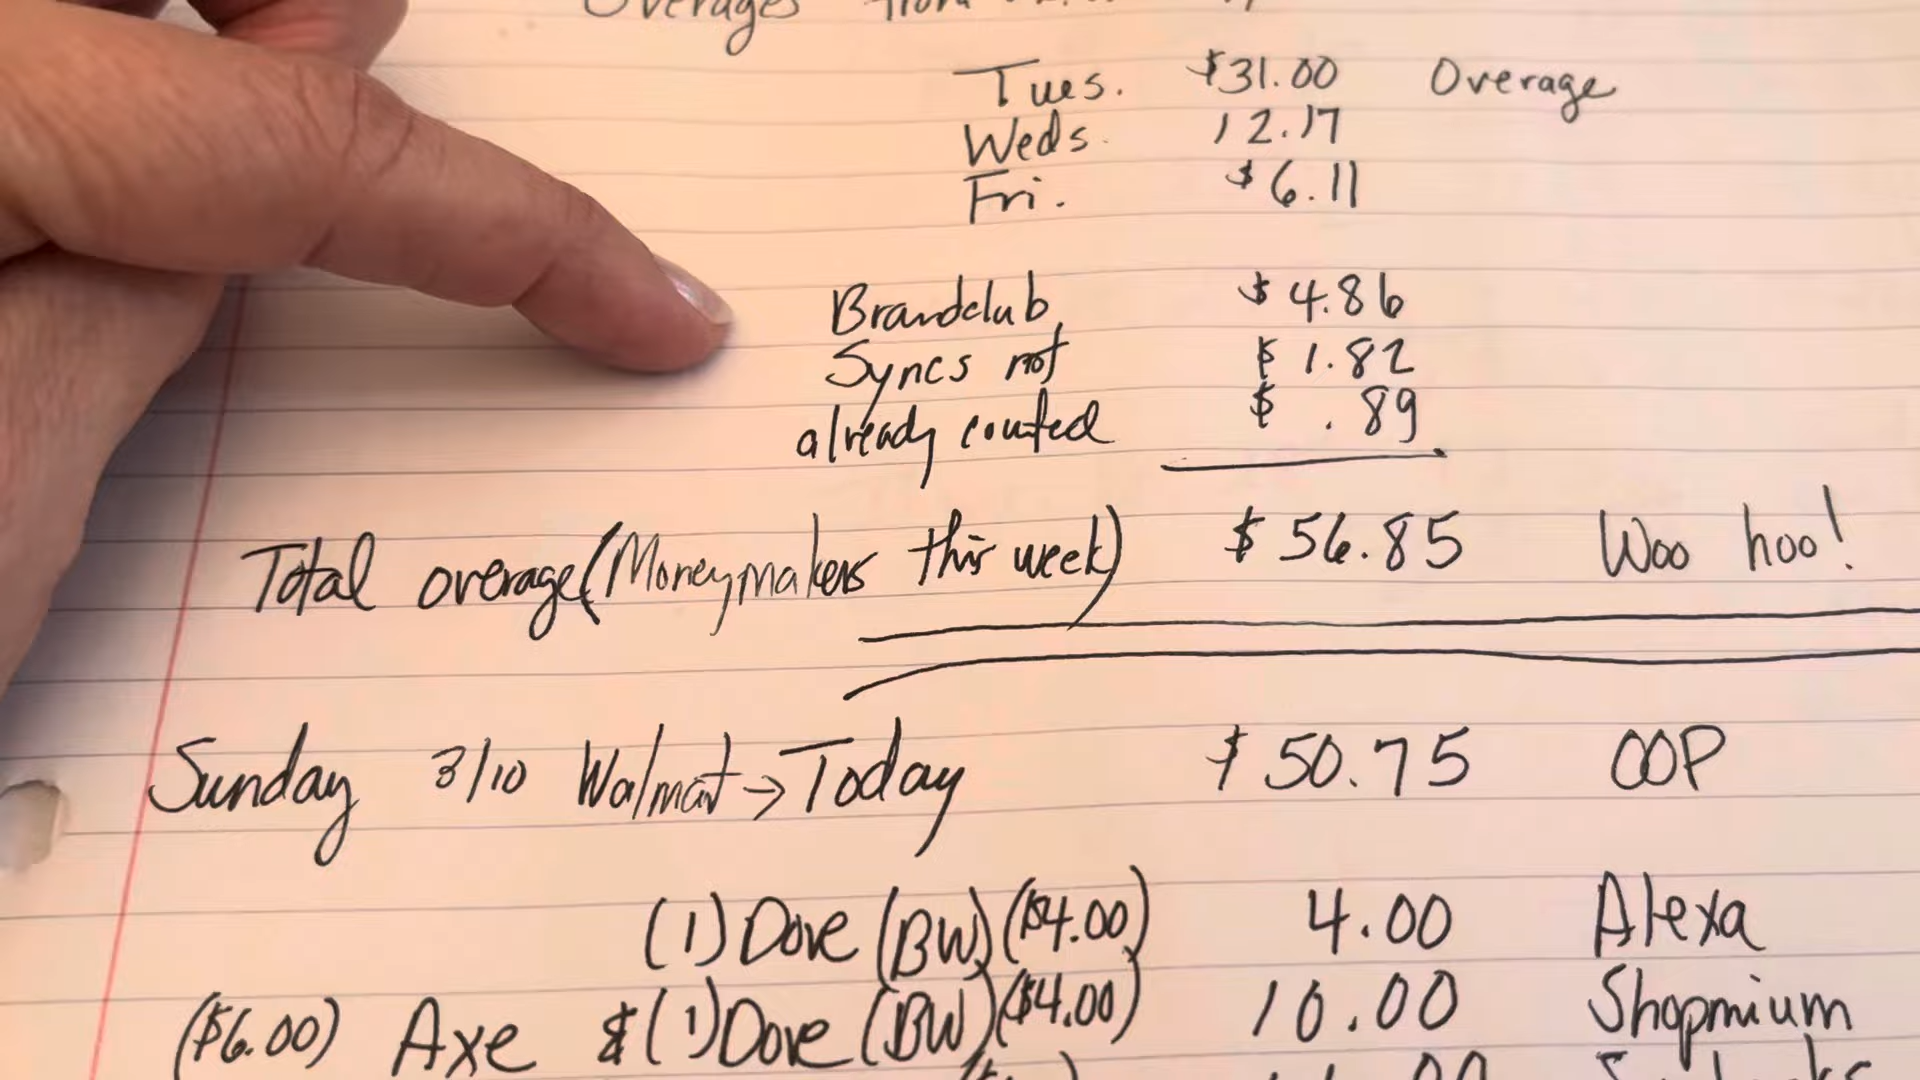 Overages from
Tues. $31.00 Overage
Weds. 12.17
Fri. $6.11
Brandclub $4.86
Syncs not $1.82
already counted $.89
Total overage (Moneymakers this week) $56.85 Woo hoo!
Sunday 3/10 Walmart → Today $50.75 OOP
(1) Dove (BW) ($4.00) 4.00 Alexa
($6.00) Axe & (1) Dove (BW) ($4.00) 10.00 Shopmium